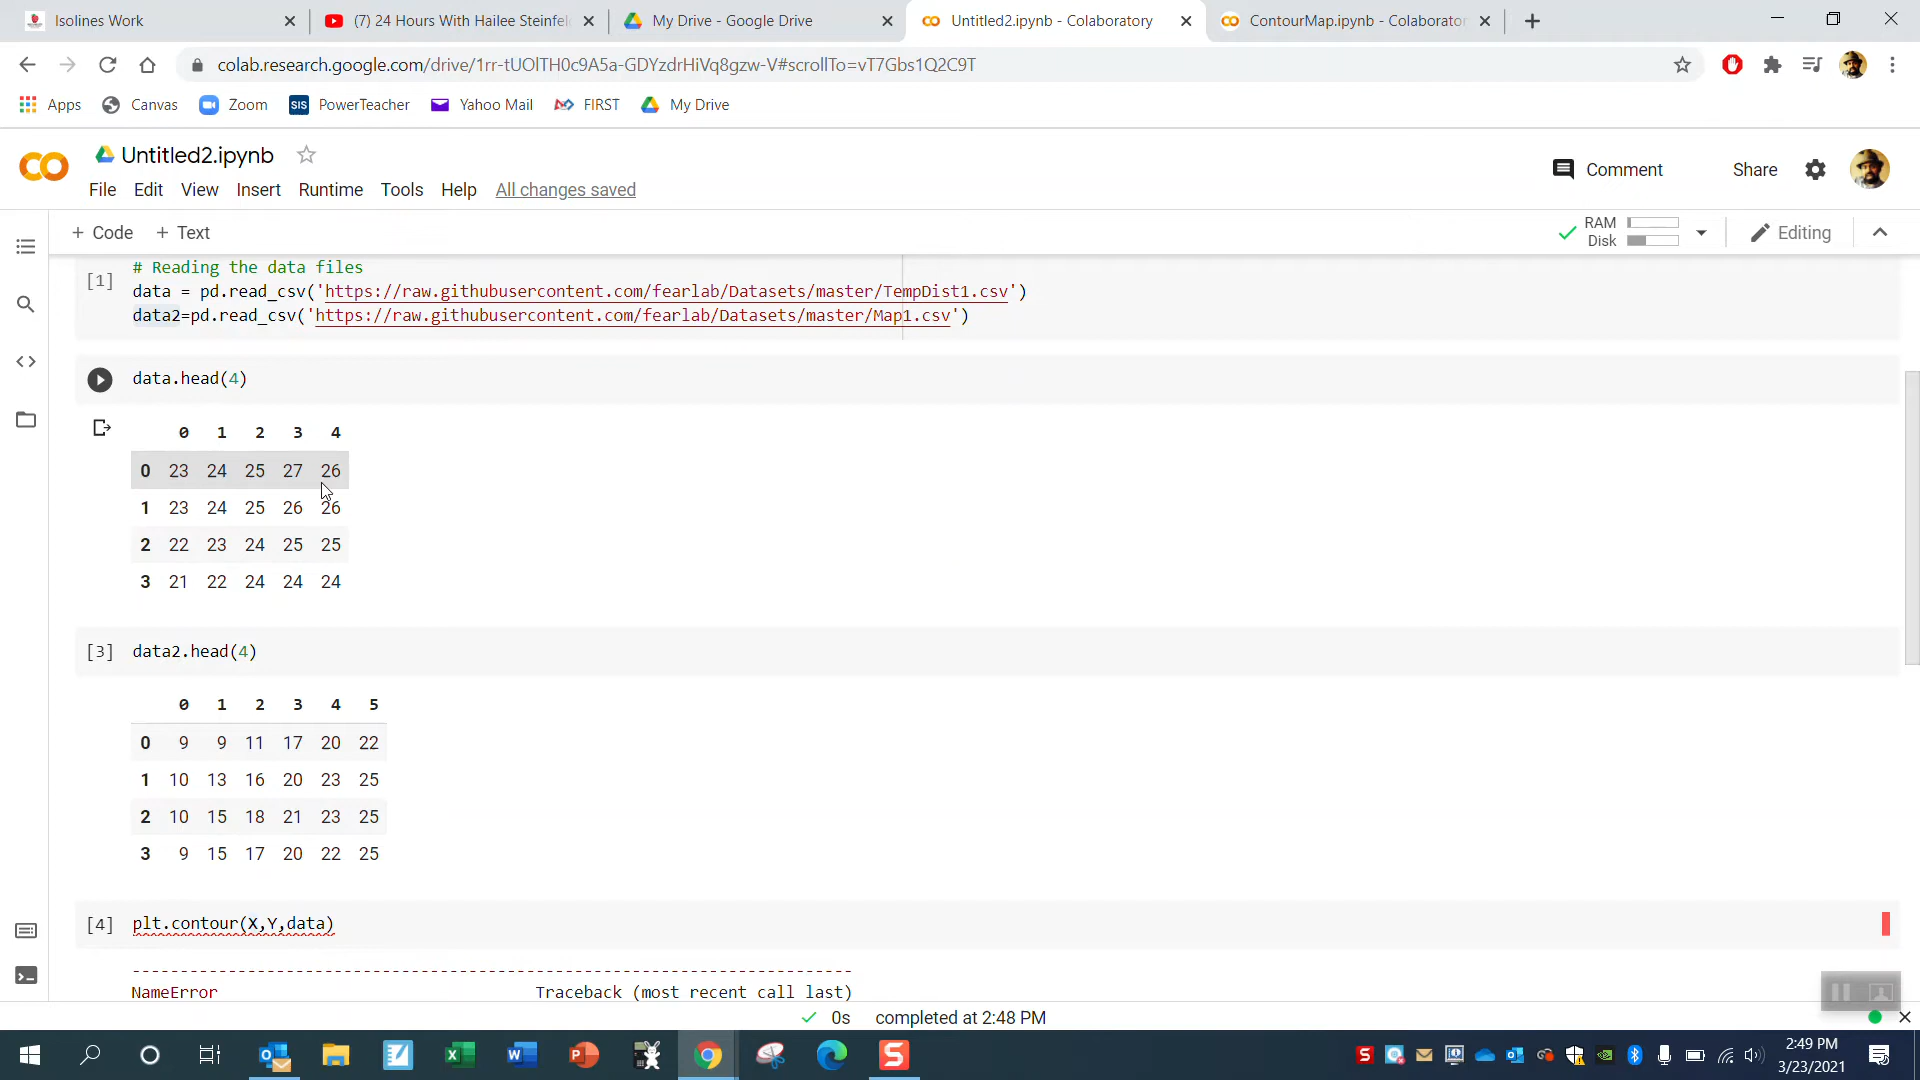 Isolines Work
(7) 24 Hours With Hailee Steinfel
My Drive - Google Drive
Untitled2.ipynb - Colaboratory
ContourMap.ipynb - Colaborator
colab.research.google.com/drive/1rr-tUOlTH0c9A5a-GDYzdrHiVq8gzw-V#scrollTo=vT7Gbs1Q2C9T
Apps Canvas Zoom SIS PowerTeacher Yahoo Mail FIRST My Drive
Untitled2.ipynb
Comment Share
File Edit View Insert Runtime Tools Help All changes saved
+ Code + Text
RAM
Disk
Editing
# Reading the data files
[1]
data = pd.read_csv('https://raw.githubusercontent.com/fearlab/Datasets/master/TempDist1.csv')
data2=pd.read_csv('https://raw.githubusercontent.com/fearlab/Datasets/master/Map1.csv')
data.head(4)
0 1 2 3 4
0 23 24 25 27 26
1 23 24 25 26 26
2 22 23 24 25 25
3 21 22 24 24 24
[3] data2.head(4)
0 1 2 3 4 5
0 9 9 11 17 20 22
1 10 13 16 20 23 25
2 10 15 18 21 23 25
3 9 15 17 20 22 25
[4] plt.contour(X,Y,data)
---------------------------------------------------------------------------
NameError Traceback (most recent call last)
0s completed at 2:48 PM
2:49 PM
3/23/2021